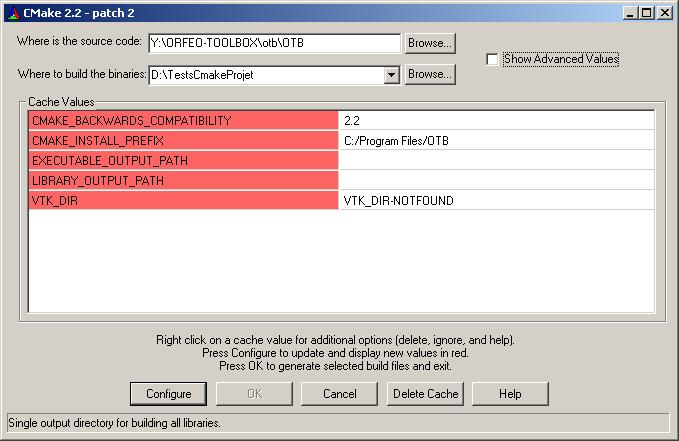 CMake 2.2 - patch 2
Where is the source code: Y:\ORFEO-TOOLBOX\otb\OTB Browse...
Show Advanced Values
Where to build the binaries: D:\TestsCmakeProjet Browse...
Cache Values
CMAKE_BACKWARDS_COMPATIBILITY 2.2
CMAKE_INSTALL_PREFIX C:/Program Files/OTB
EXECUTABLE_OUTPUT_PATH
LIBRARY_OUTPUT_PATH
VTK_DIR VTK_DIR-NOTFOUND
Right click on a cache value for additional options (delete, ignore, and help).
Press Configure to update and display new values in red.
Press OK to generate selected build files and exit.
Configure OK Cancel Delete Cache Help
Single output directory for building all libraries.